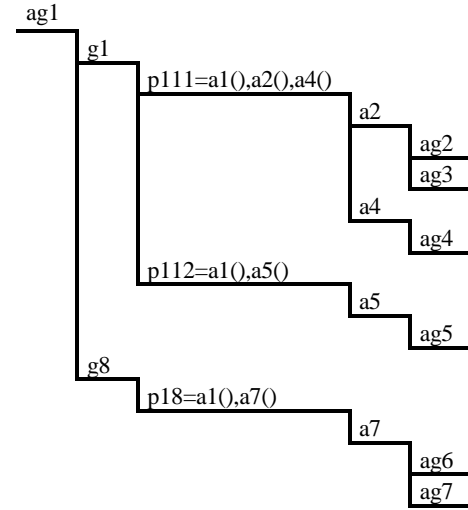 ag1
g1
p111=a1(),a2(),a4()
a2
ag2
ag3
a4
ag4
p112=a1(),a5()
a5
ag5
g8
p18=a1(),a7()
a7
ag6
ag7